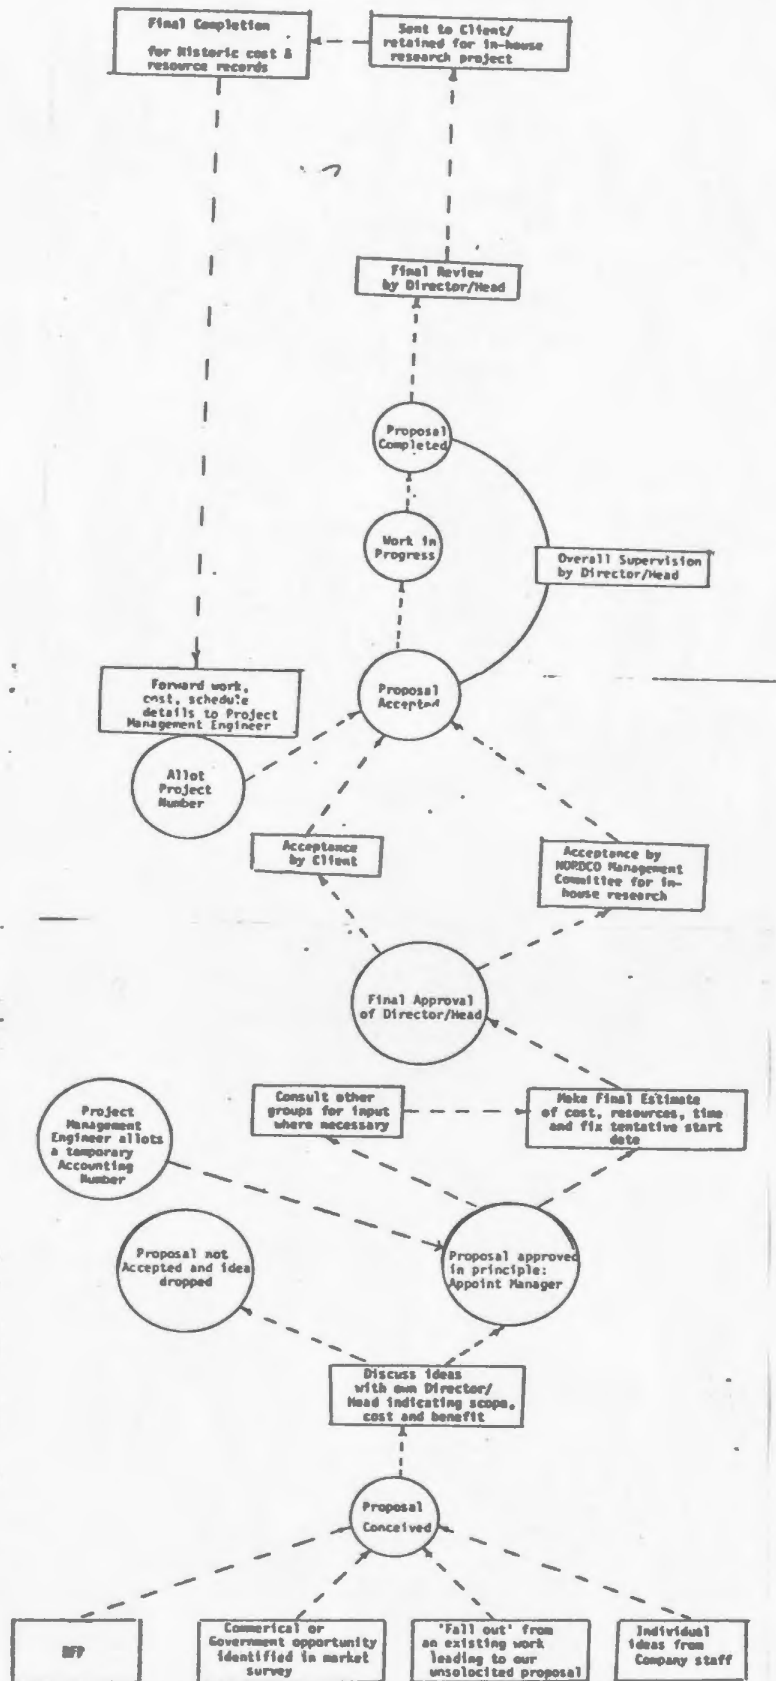 Final Completion
for Historic cost &
resource records
Sent to Client/
retained for in-house
research project
Final Review
by Director/Head
Proposal
Completed
Work in
Progress
Overall Supervision
by Director/Head
Forward work,
cost, schedule
details to Project
Management Engineer
Proposal
Accepted
Allot
Project
Number
Acceptance
by Client
Acceptance by
NORDCO Management
Committee for in-
house research
Final Approval
of Director/Head
Project
Management
Engineer allots
a temporary
Accounting
Number
Consult other
groups for input
where necessary
Make Final Estimate
of cost, resources, time
and fix tentative start
date
Proposal not
Accepted and idea
dropped
Proposal approved
in principle:
Appoint Manager
Discuss ideas
with own Director/
Head indicating scope,
cost and benefit
Proposal
Conceived
RFP
Commerical or
Government opportunity
identified in market
survey
'Fall out' from
an existing work
leading to our
unsolocited proposal
Individual
ideas from
Company staff